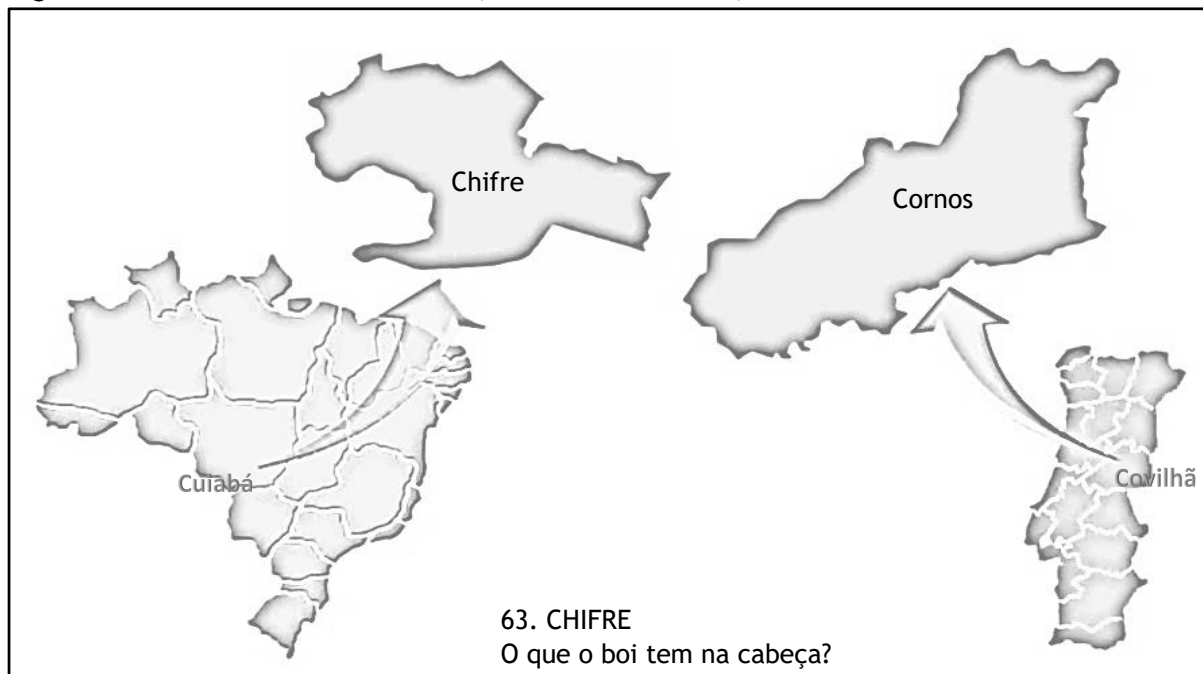 Chifre
Cornos
Cuiabá
Covilhã
63. CHIFRE
O que o boi tem na cabeça?